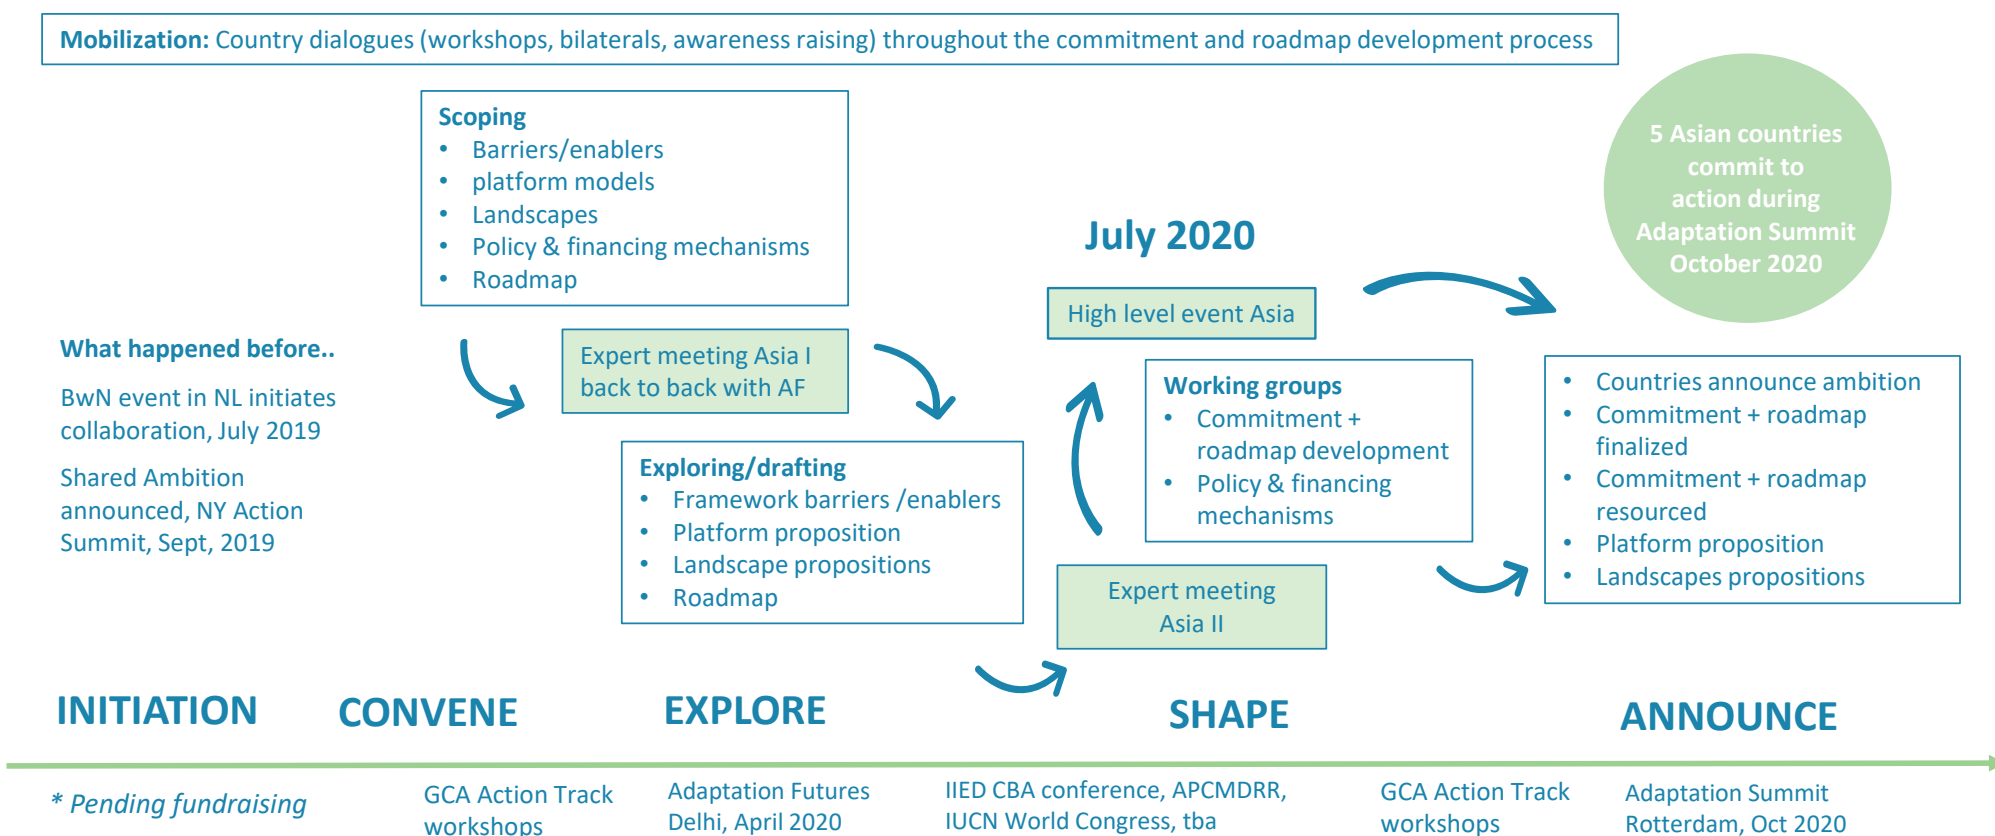 Mobilization: Country dialogues (workshops, bilaterals, awareness raising) throughout the commitment and roadmap development process
Scoping
• Barriers/enablers
• platform models
• Landscapes
• Policy & financing mechanisms
• Roadmap
5 Asian countries
commit to
action during
Adaptation Summit
October 2020
July 2020
High level event Asia
What happened before..
BwN event in NL initiates
collaboration, July 2019
Shared Ambition
announced, NY Action
Summit, Sept, 2019
Expert meeting Asia I
back to back with AF
Exploring/drafting
• Framework barriers /enablers
• Platform proposition
• Landscape propositions
• Roadmap
Working groups
• Commitment +
roadmap development
• Policy & financing
mechanisms
Expert meeting
Asia II
• Countries announce ambition
• Commitment + roadmap
finalized
• Commitment + roadmap
resourced
• Platform proposition
• Landscapes propositions
INITIATION
CONVENE
EXPLORE
SHAPE
ANNOUNCE
* Pending fundraising
GCA Action Track
workshops
Adaptation Futures
Delhi, April 2020
IIED CBA conference, APCMDRR,
IUCN World Congress, tba
GCA Action Track
workshops
Adaptation Summit
Rotterdam, Oct 2020